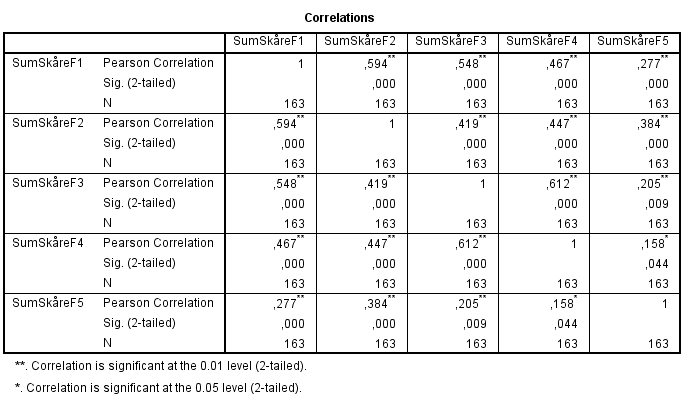 Correlations
SumSkåreF1 SumSkåreF2 SumSkåreF3 SumSkåreF4 SumSkåreF5
SumSkåreF1 Pearson Correlation 1 ,594** ,548** ,467** ,277**
Sig. (2-tailed) ,000 ,000 ,000 ,000
N 163 163 163 163 163
SumSkåreF2 Pearson Correlation ,594** 1 ,419** ,447** ,384**
Sig. (2-tailed) ,000 ,000 ,000 ,000
N 163 163 163 163 163
SumSkåreF3 Pearson Correlation ,548** ,419** 1 ,612** ,205**
Sig. (2-tailed) ,000 ,000 ,000 ,009
N 163 163 163 163 163
SumSkåreF4 Pearson Correlation ,467** ,447** ,612** 1 ,158*
Sig. (2-tailed) ,000 ,000 ,000 ,044
N 163 163 163 163 163
SumSkåreF5 Pearson Correlation ,277** ,384** ,205** ,158* 1
Sig. (2-tailed) ,000 ,000 ,009 ,044
N 163 163 163 163 163
**. Correlation is significant at the 0.01 level (2-tailed).
*. Correlation is significant at the 0.05 level (2-tailed).